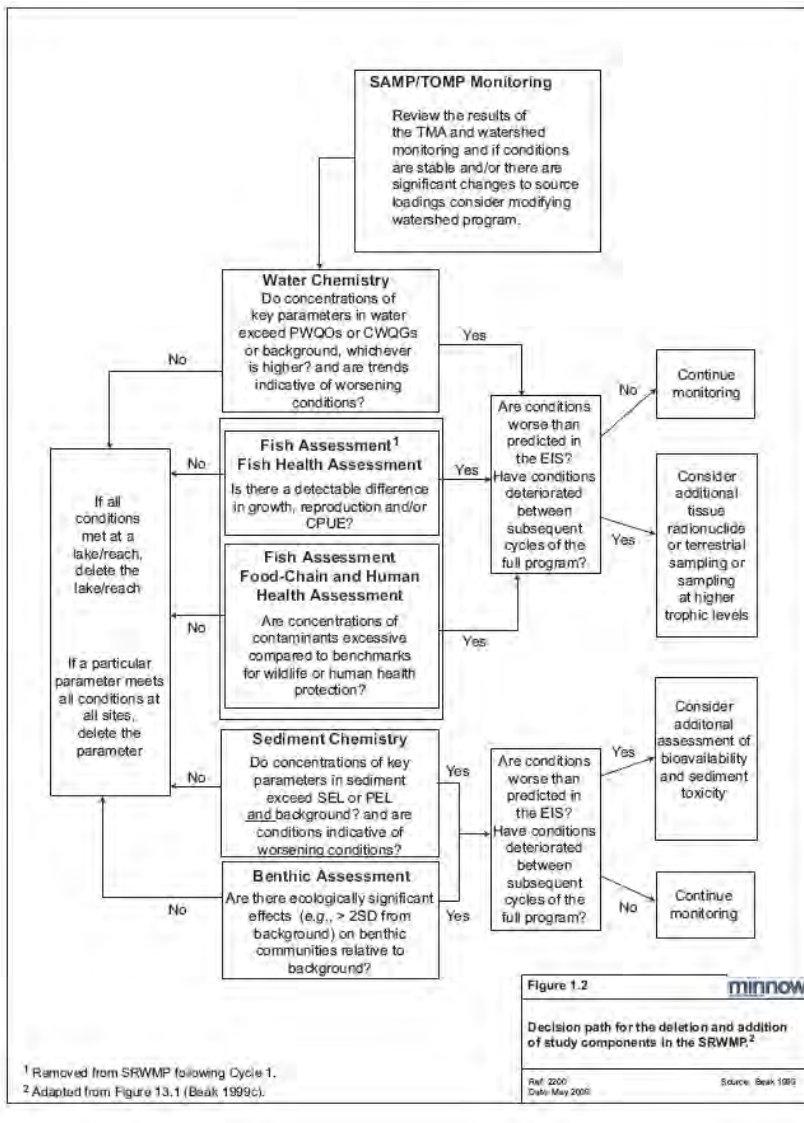 SAMP/TOMP Monitoring
Review the results of
the TMA and watershed
monitoring and if conditions
are stable and/or there are
significant changes to source
loadings consider modifying
watershed program.
Water Chemistry
Do concentrations of
key parameters in water
exceed PWQOs or CWQGs
or background, whichever
is higher? and are trends
indicative of worsening
conditions?
No
Yes
Fish Assessment1
Fish Health Assessment
Is there a detectable difference
in growth, reproduction and/or
CPUE?
No
Yes
Fish Assessment
Food-Chain and Human
Health Assessment
Are concentrations of
contaminants excessive
compared to benchmarks
for wildlife or human health
protection?
No
Yes
If all
conditions
met at a
lake/reach,
delete the
lake/reach
If a particular
parameter meets
all conditions at
all sites,
delete the
parameter
Are conditions
worse than
predicted in
the EIS?
Have conditions
deteriorated
between
subsequent
cycles of the
full program?
No
Continue
monitoring
Yes
Consider
additional
tissue
radionuclide
or terrestrial
sampling or
sampling
at higher
trophic levels
Sediment Chemistry
Do concentrations of key
parameters in sediment
exceed SEL or PEL
and background? and are
conditions indicative of
worsening conditions?
No
Yes
Benthic Assessment
Are there ecologically significant
effects (e.g., > 2SD from
background) on benthic
communities relative to
background?
No
Yes
Are conditions
worse than
predicted in
the EIS?
Have conditions
deteriorated
between
subsequent
cycles of the
full program?
Yes
Consider
additonal
assessment of
bioavailability
and sediment
toxicity
No
Continue
monitoring
Figure 1.2
minnow
Decision path for the deletion and addition
of study components in the SRWMP.2
Ref: 2200
Date: May 2009
Source: Beak 1999
1 Removed from SRWMP following Cycle 1.
2 Adapted from Figure 13.1 (Beak 1999c).